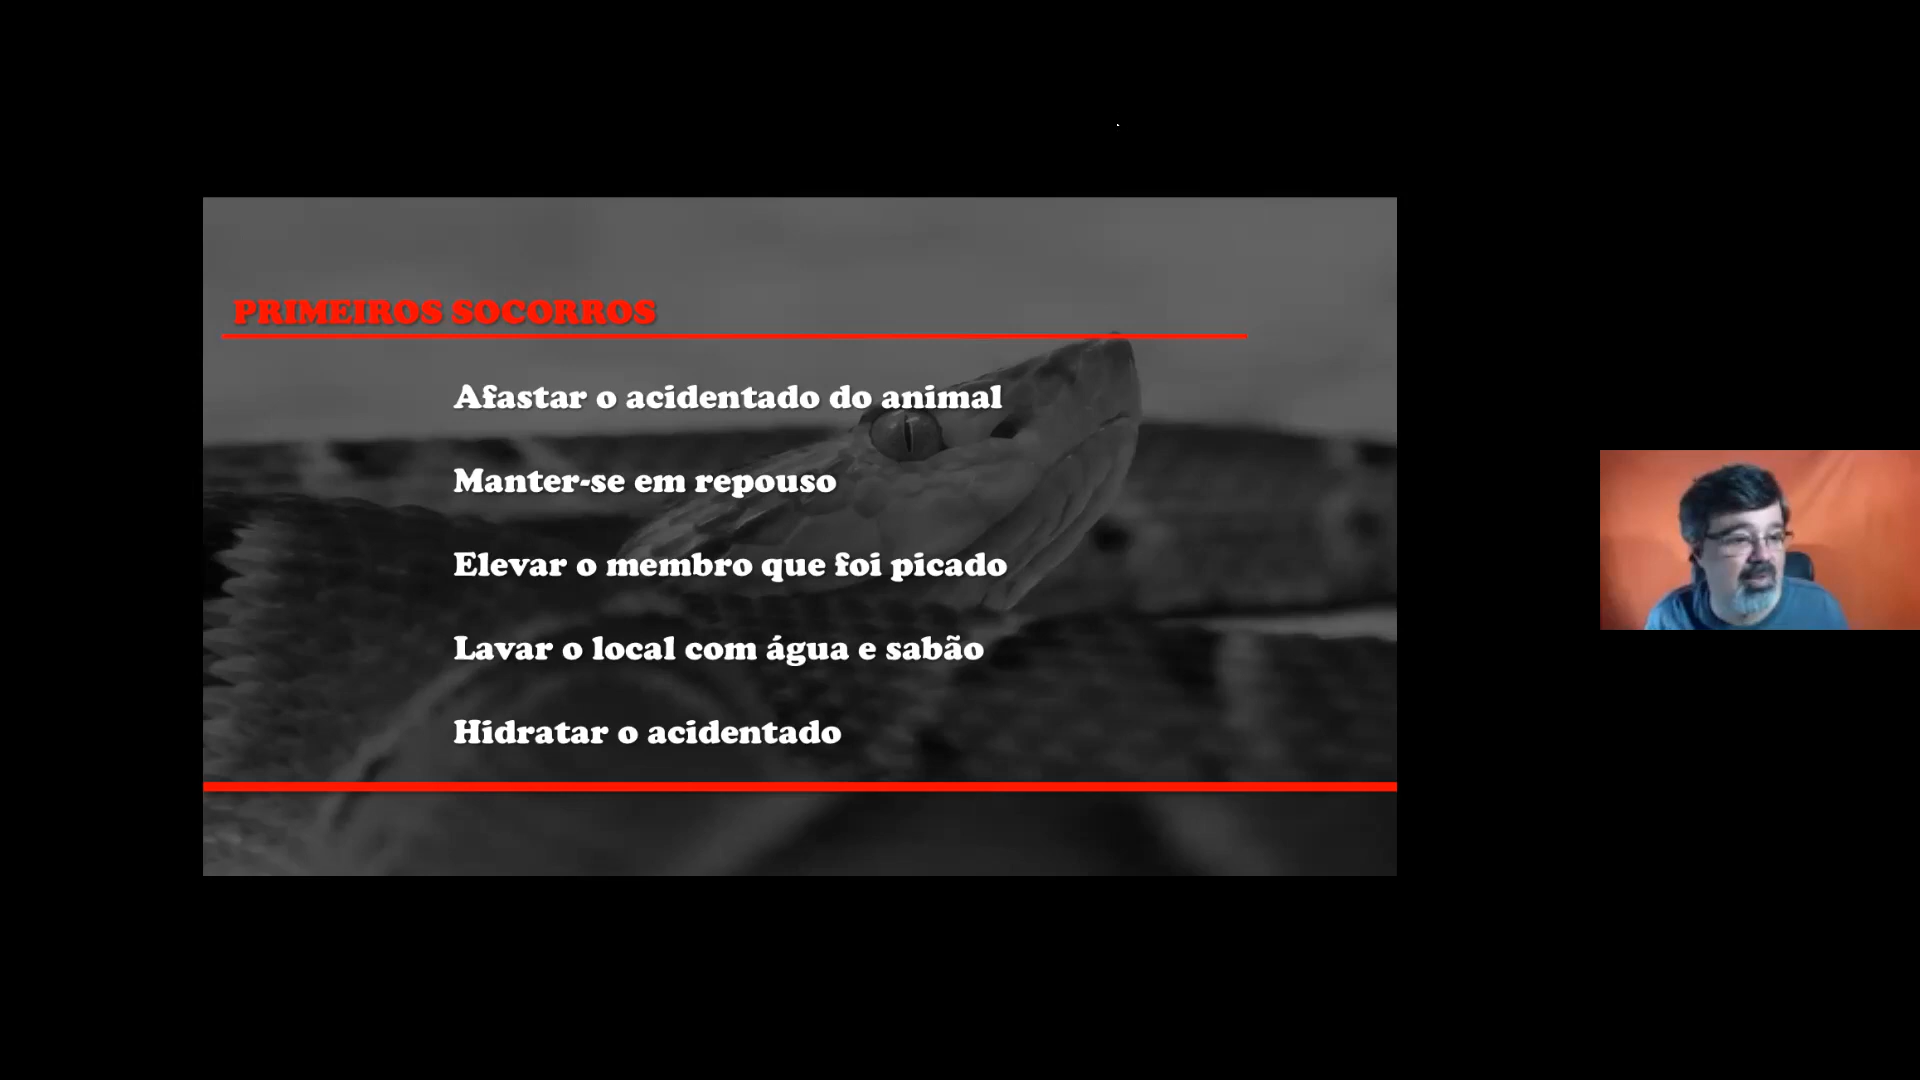 PRIMEIROS SOCORROS
Afastar o acidentado do animal
Manter-se em repouso
Elevar o membro que foi picado
Lavar o local com água e sabão
Hidratar o acidentado